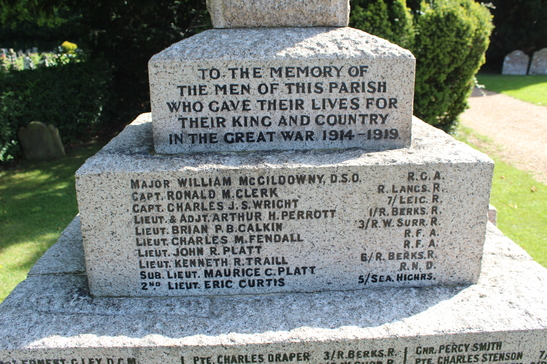 TO THE MEMORY OF
THE MEN OF THIS PARISH
WHO GAVE THEIR LIVES FOR
THEIR KING AND COUNTRY
IN THE GREAT WAR 1914-1919.
MAJOR WILLIAM McGILDOWNY, D.S.O. R.G.A.
CAPT. RONALD M. CLERK R. LANCS. R.
CAPT. CHARLES J. S. WRIGHT 7/LEIC. R.
LIEUT. & ADJT. ARTHUR H. PERROTT 1/R. BERKS. R.
LIEUT. BRIAN P. B. CALKIN 3/R. W. SURR. R.
LIEUT. CHARLES M. FENDALL R.F.A.
LIEUT. JOHN R. PLATT R.F.A.
LIEUT. KENNETH R. TRAILL 6/R. BERKS. R.
SUB. LIEUT. MAURICE C. PLATT R.N.D.
2ND LIEUT. ERIC CURTIS 5/SEA. HIGHRS.
ERNEST C. LEY D.C.M. PTE. CHARLES DRAPER 3/R. BERKS. R. GNR. PERCY SMITH
PTE. CHARLES STENSON